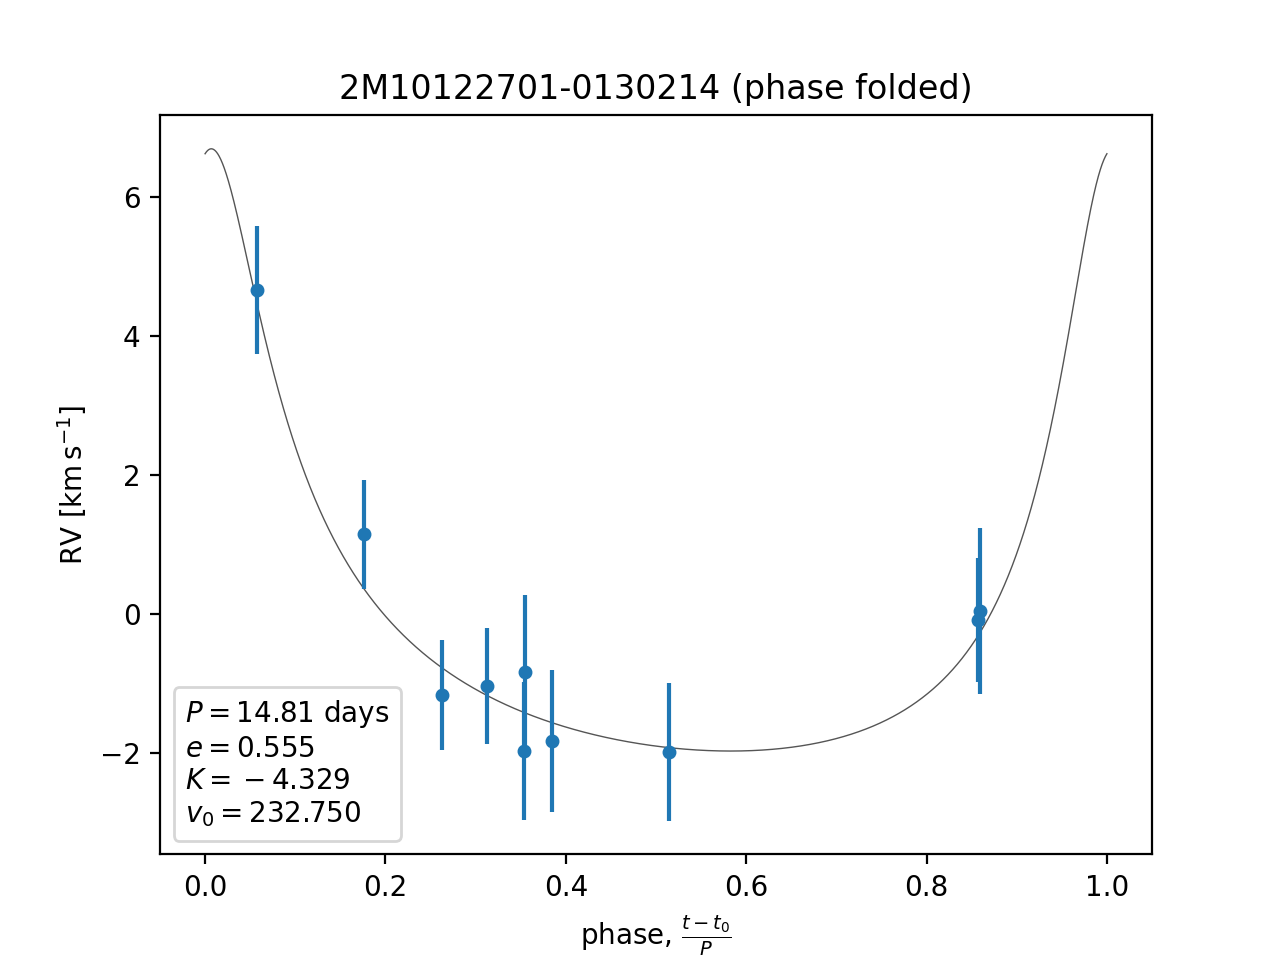 2M10122701-0130214 (phase folded)
RV [km s⁻¹]
6
4
2
0
−2
P = 14.81 days
e = 0.555
K = −4.329
v₀ = 232.750
0.0 0.2 0.4 0.6 0.8 1.0
phase, (t − t₀)/P